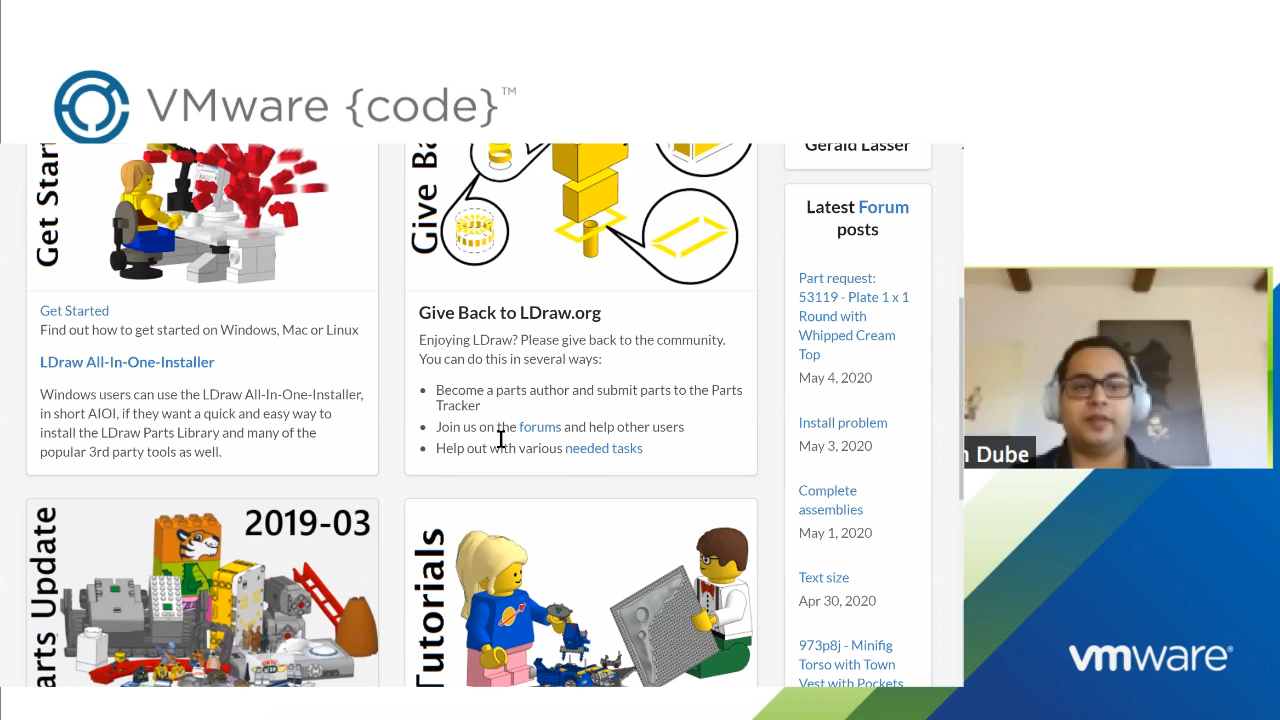 VMware {code}™
Get Star
Give Ba
Gerald Lasser
Latest Forum
posts
Part request:
53119 - Plate 1 x 1
Round with
Whipped Cream
Top
May 4, 2020
Install problem
May 3, 2020
Complete
assemblies
May 1, 2020
Text size
Apr 30, 2020
973p8j - Minifig
Torso with Town
Vest with Pockets
Get Started
Find out how to get started on Windows, Mac or Linux
LDraw All-In-One-Installer
Windows users can use the LDraw All-In-One-Installer,
in short AIOI, if they want a quick and easy way to
install the LDraw Parts Library and many of the
popular 3rd party tools as well.
Give Back to LDraw.org
Enjoying LDraw? Please give back to the community.
You can do this in several ways:
• Become a parts author and submit parts to the Parts
Tracker
• Join us on the forums and help other users
• Help out with various needed tasks
arts Update
2019-03
Tutorials
n Dube
vmware®